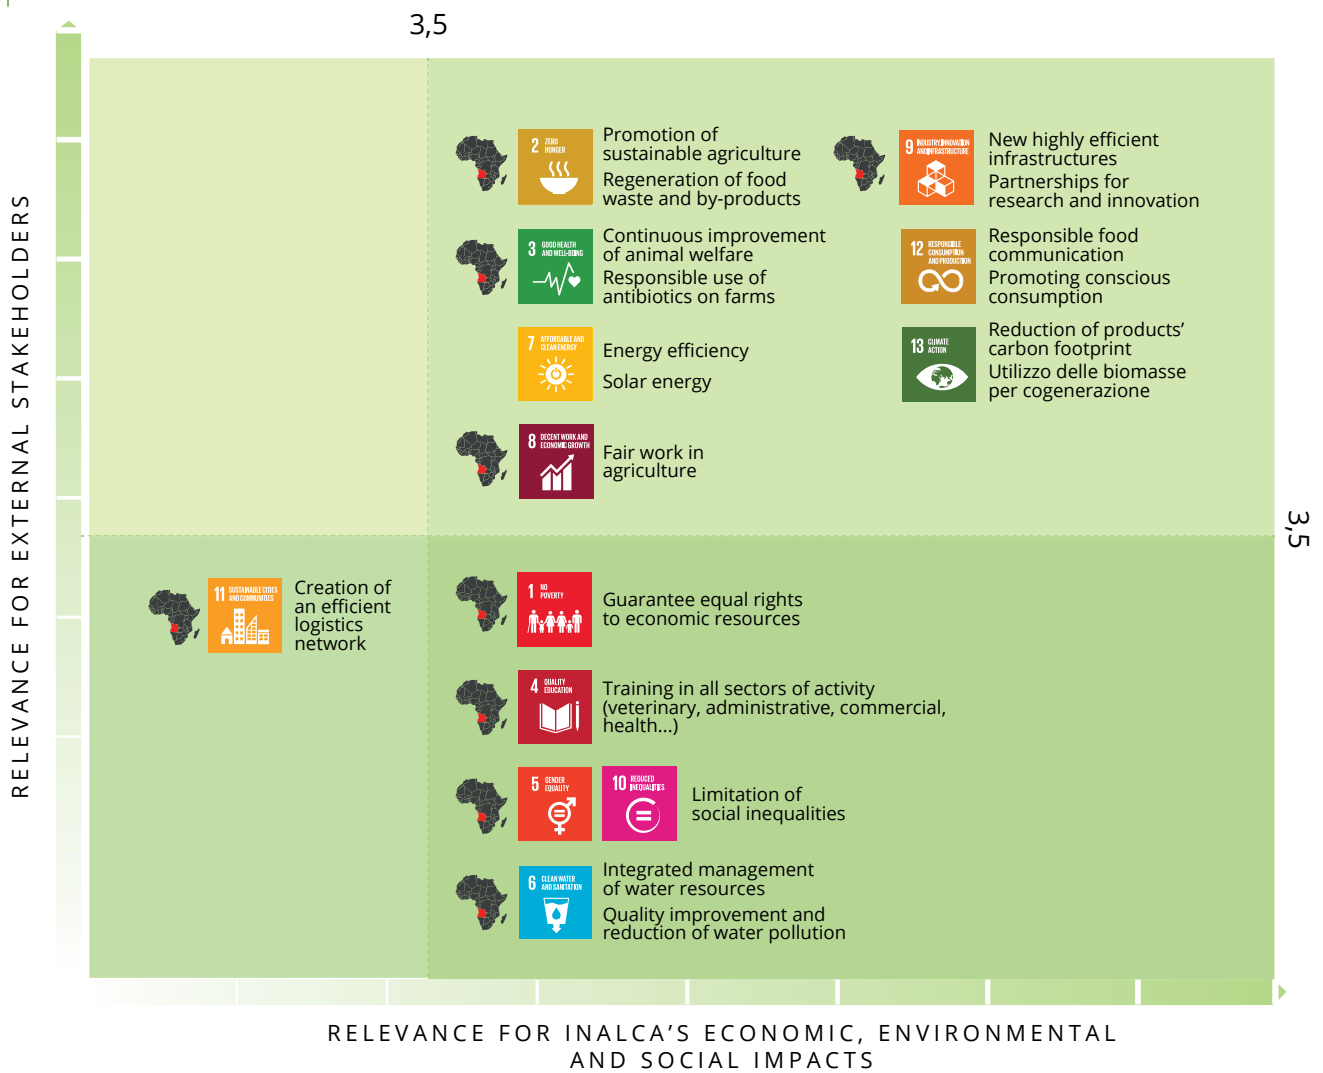 3,5
RELEVANCE FOR EXTERNAL STAKEHOLDERS
2 ZERO
HUNGER
Promotion of
sustainable agriculture
Regeneration of food
waste and by-products
9 INDUSTRY, INNOVATION
AND INFRASTRUCTURE
New highly efficient
infrastructures
Partnerships for
research and innovation
3 GOOD HEALTH
AND WELL-BEING
Continuous improvement
of animal welfare
Responsible use of
antibiotics on farms
12 RESPONSIBLE
CONSUMPTION
AND PRODUCTION
Responsible food
communication
Promoting conscious
consumption
7 AFFORDABLE AND
CLEAN ENERGY
Energy efficiency
Solar energy
13 CLIMATE
ACTION
Reduction of products’
carbon footprint
Utilizzo delle biomasse
per cogenerazione
8 DECENT WORK AND
ECONOMIC GROWTH
Fair work in
agriculture
3,5
11 SUSTAINABLE CITIES
AND COMMUNITIES
Creation of
an efficient
logistics
network
1 NO
POVERTY
Guarantee equal rights
to economic resources
4 QUALITY
EDUCATION
Training in all sectors of activity
(veterinary, administrative, commercial,
health...)
5 GENDER
EQUALITY
10 REDUCED
INEQUALITIES
Limitation of
social inequalities
6 CLEAN WATER
AND SANITATION
Integrated management
of water resources
Quality improvement and
reduction of water pollution
RELEVANCE FOR INALCA’S ECONOMIC, ENVIRONMENTAL
AND SOCIAL IMPACTS